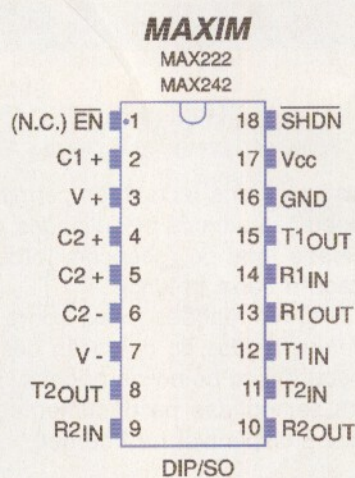 MAXIM
MAX222
MAX242
(N.C.) EN 1 18 SHDN
C1 + 2 17 Vcc
V + 3 16 GND
C2 + 4 15 T1OUT
C2 + 5 14 R1IN
C2 - 6 13 R1OUT
V - 7 12 T1IN
T2OUT 8 11 T2IN
R2IN 9 10 R2OUT
DIP/SO